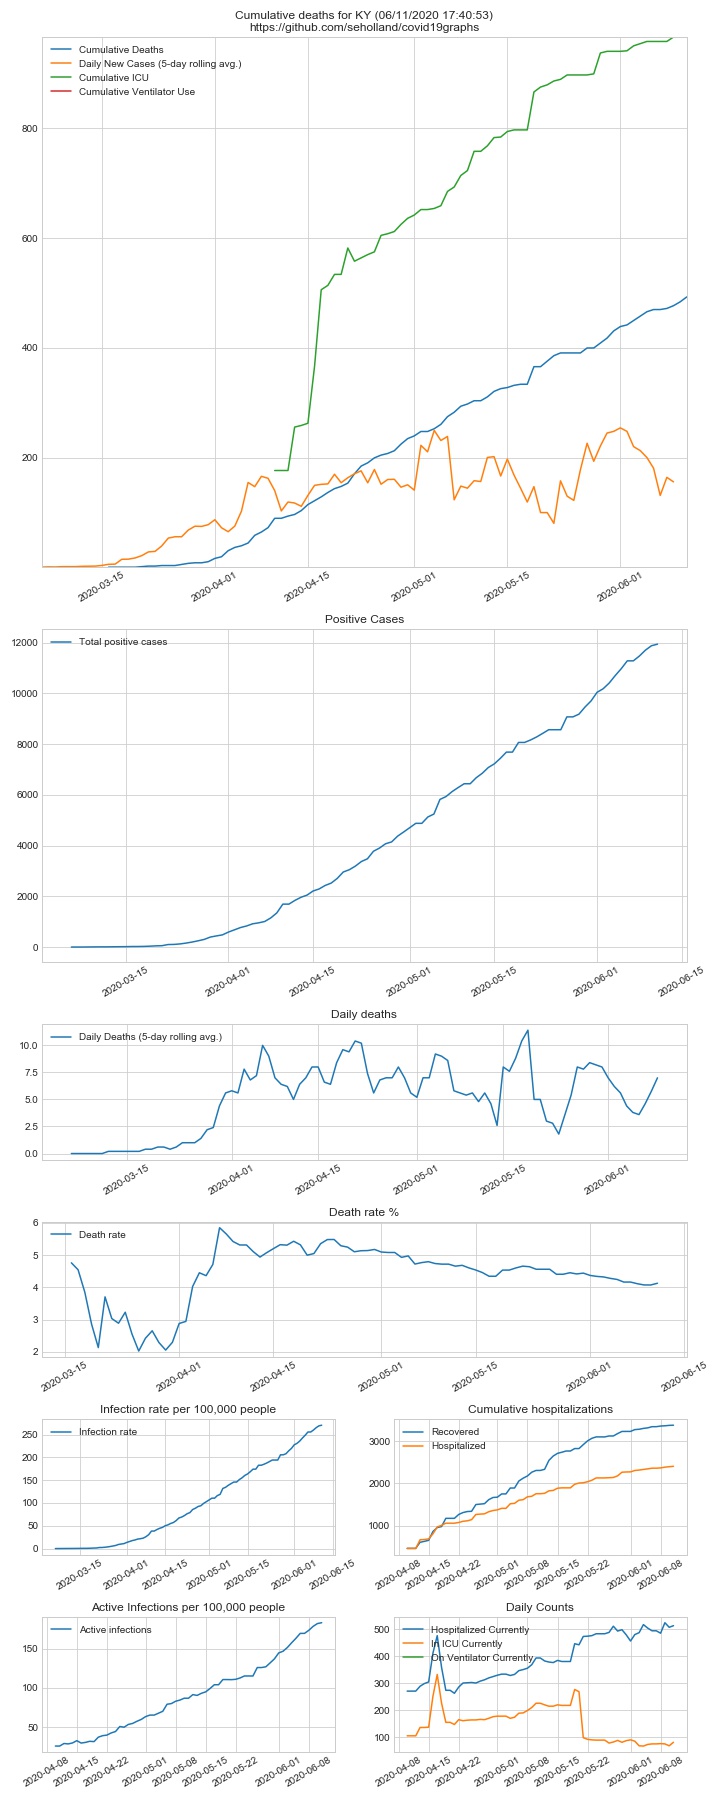 Cumulative deaths for KY (06/11/2020 17:40:53)
https://github.com/seholland/covid19graphs
Cumulative Deaths
Daily New Cases (5-day rolling avg.)
Cumulative ICU
Cumulative Ventilator Use
800
600
400
200
2020-03-15 2020-04-01 2020-04-15 2020-05-01 2020-05-15 2020-06-01
Positive Cases
Total positive cases
12000
10000
8000
6000
4000
2000
0
2020-03-15 2020-04-01 2020-04-15 2020-05-01 2020-05-15 2020-06-01 2020-06-15
Daily deaths
Daily Deaths (5-day rolling avg.)
10.0
7.5
5.0
2.5
0.0
2020-03-15 2020-04-01 2020-04-15 2020-05-01 2020-05-15 2020-06-01
Death rate %
Death rate
6
5
4
3
2
2020-03-15 2020-04-01 2020-04-15 2020-05-01 2020-05-15 2020-06-01 2020-06-15
Infection rate per 100,000 people
Infection rate
250
200
150
100
50
0
2020-03-15 2020-04-01 2020-04-15 2020-05-01 2020-05-15 2020-06-01 2020-06-15
Cumulative hospitalizations
Recovered
Hospitalized
3000
2000
1000
2020-04-08 2020-04-15 2020-04-22 2020-05-01 2020-05-08 2020-05-15 2020-05-22 2020-06-01 2020-06-08
Active Infections per 100,000 people
Active infections
150
100
50
2020-04-08 2020-04-15 2020-04-22 2020-05-01 2020-05-08 2020-05-15 2020-05-22 2020-06-01 2020-06-08
Daily Counts
Hospitalized Currently
In ICU Currently
On Ventilator Currently
500
400
300
200
100
2020-04-08 2020-04-15 2020-04-22 2020-05-01 2020-05-08 2020-05-15 2020-05-22 2020-06-01 2020-06-08